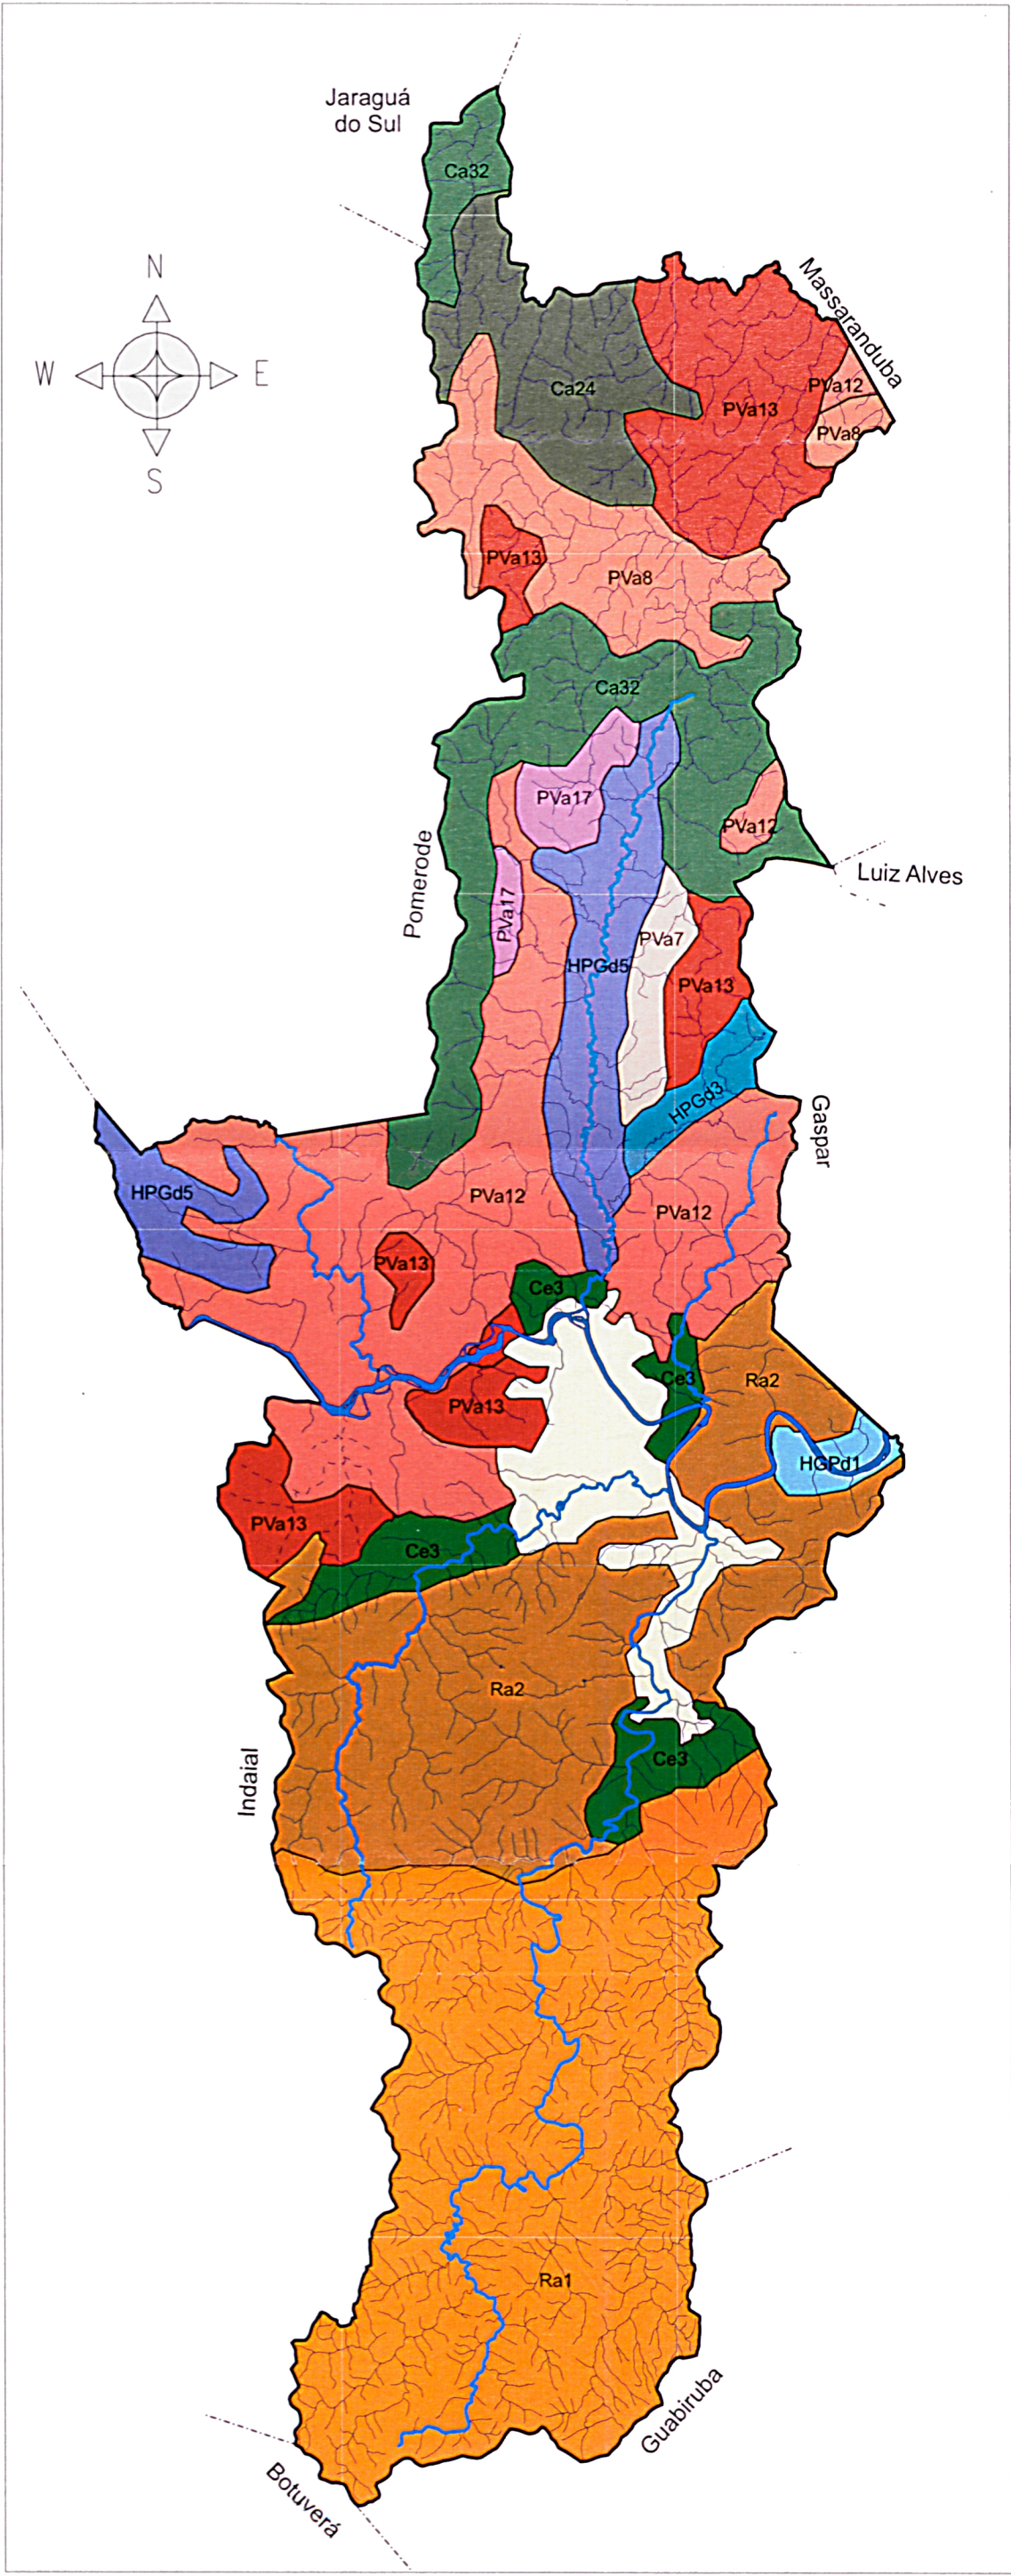 Jaraguá
do Sul
Ca32
N
W
E
S
Massaranduba
Ca24
PVa12
PVa13
PVa8
PVa13
PVa8
Ca32
PVa17
PVa12
Pomerode
Luiz Alves
PVa17
PVa7
HPGd5
PVa13
HPGd3
Gaspar
HPGd5
PVa12
PVa12
PVa13
Ce3
Ce3
Ra2
PVa13
HGPd1
PVa13
Ce3
Ra2
Ce3
Indaial
Ra1
Guabiruba
Botuverá